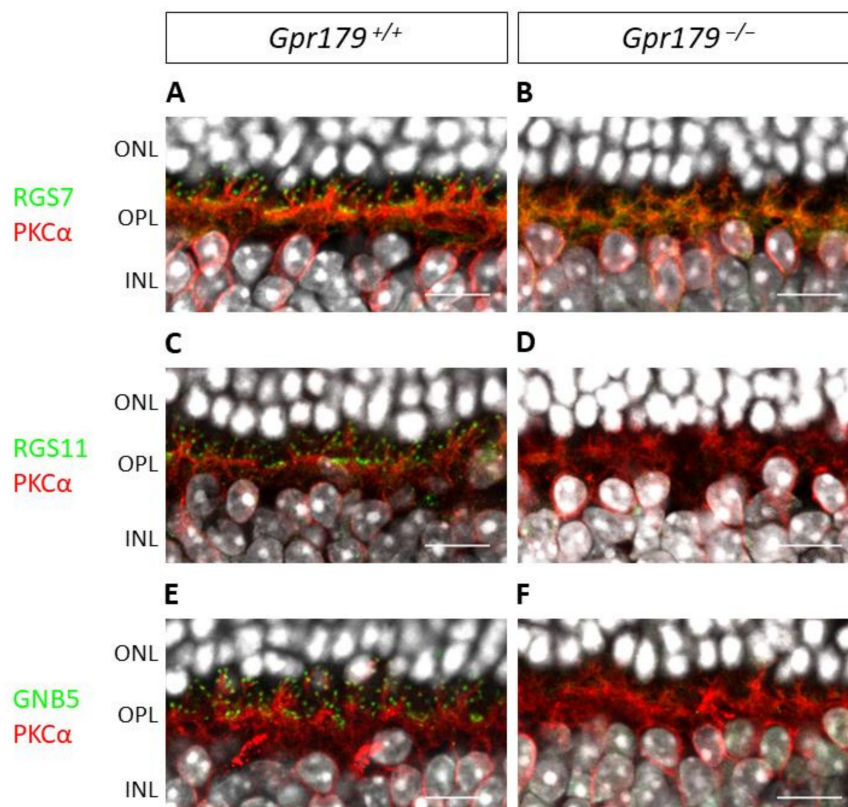 Gpr179 +/+
Gpr179 –/–
A
B
ONL
RGS7
OPL
PKCα
INL
C
D
ONL
RGS11
OPL
PKCα
INL
E
F
ONL
GNB5
OPL
PKCα
INL